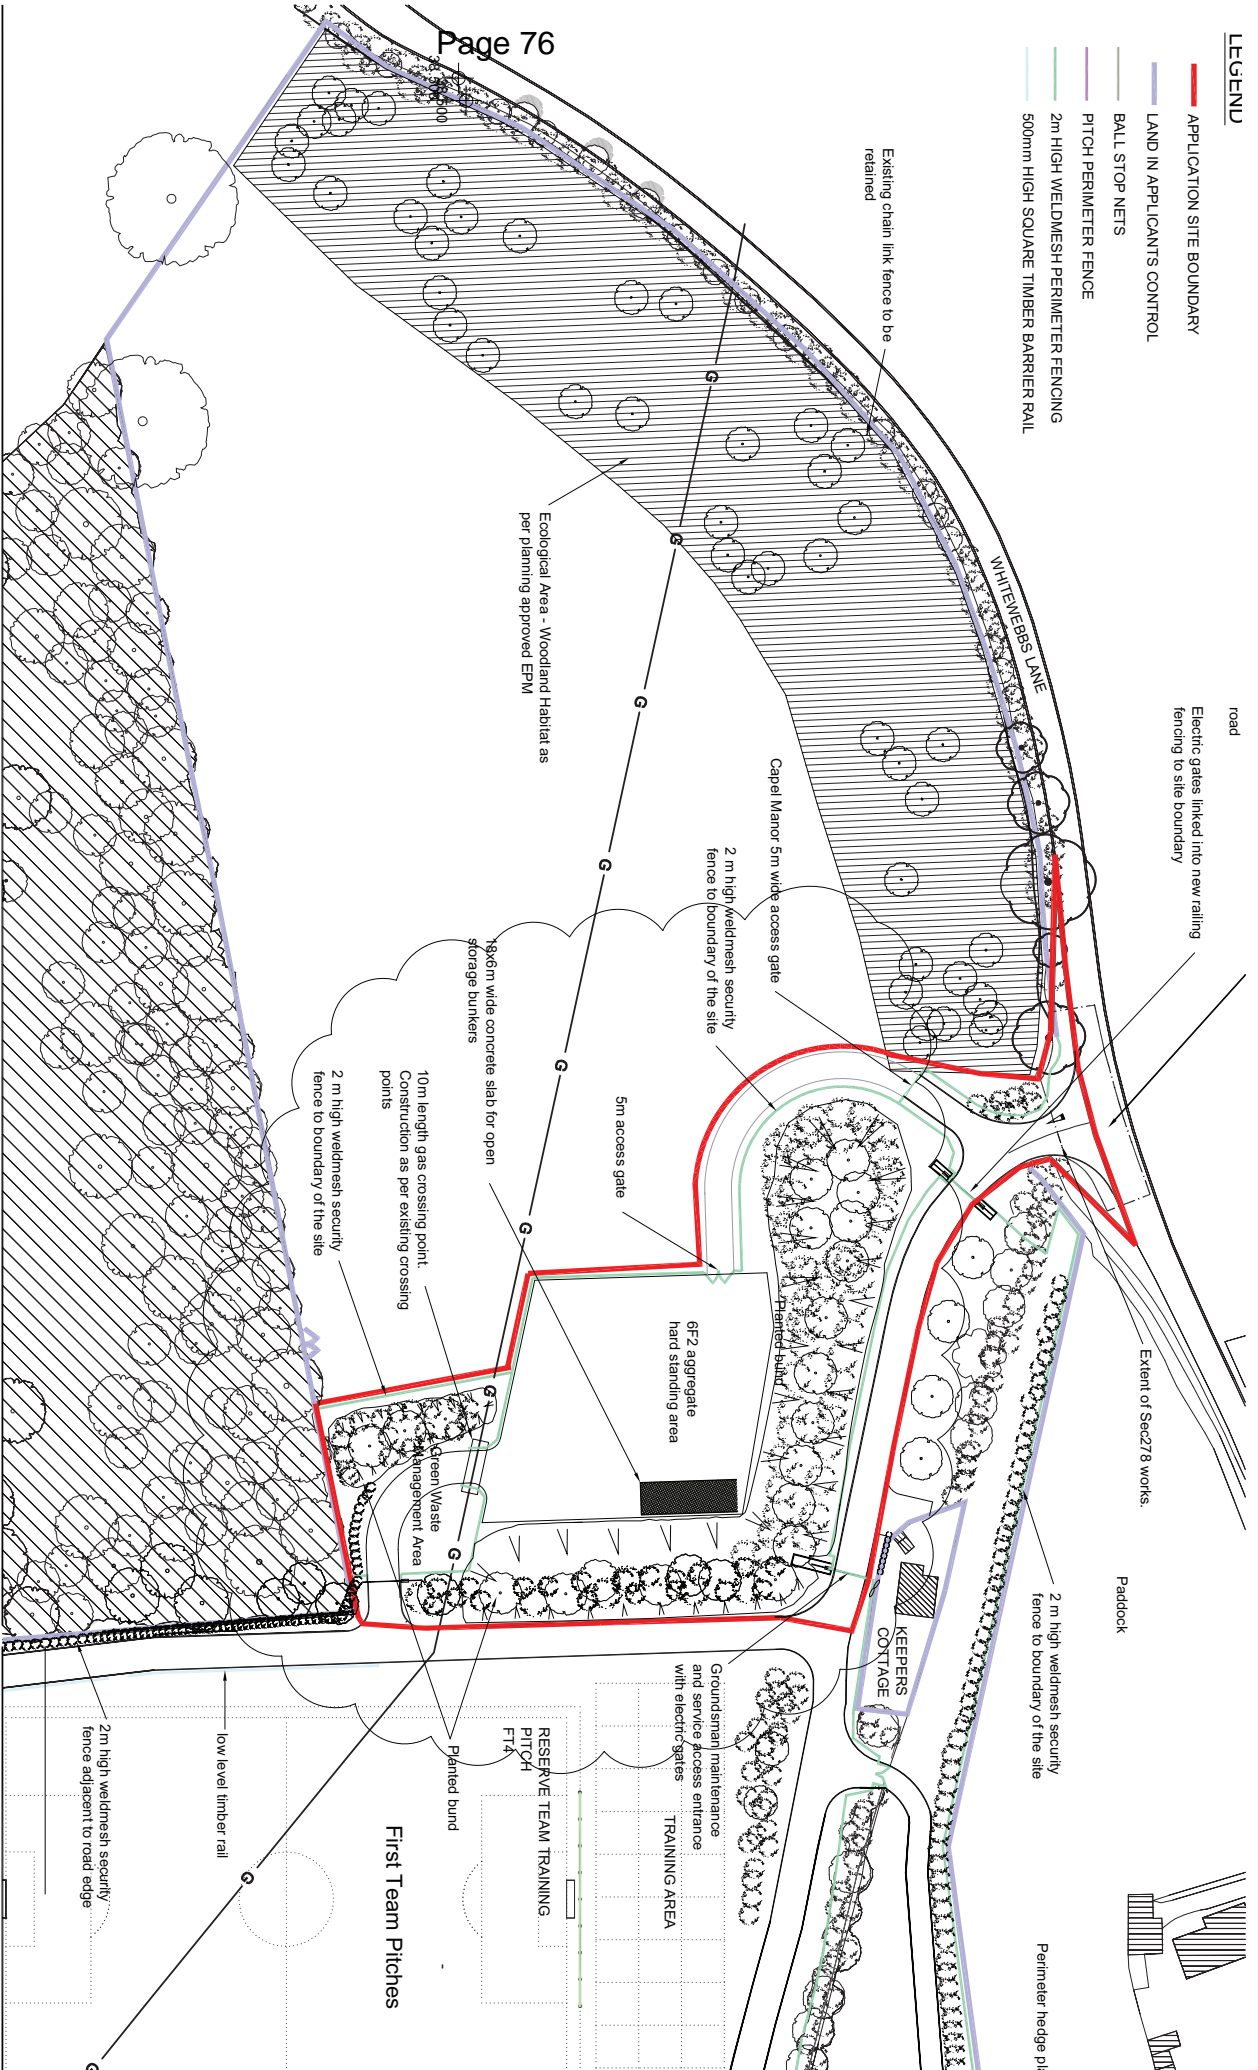 Page 76
LEGEND
APPLICATION SITE BOUNDARY
LAND IN APPLICANTS CONTROL
BALL STOP NETS
PITCH PERIMETER FENCE
2m HIGH WELDMESH PERIMETER FENCING
500mm HIGH SQUARE TIMBER BARRIER RAIL
Existing chain link fence to be
retained
WHITEWEBBS LANE
road
Electric gates linked into new railing
fencing to site boundary
Ecological Area - Woodland Habitat as
per planning approved EPM
Capel Manor 5m wide access gate
2 m high weldmesh security
fence to boundary of the site
18x6m wide concrete slab for open
storage bunkers
5m access gate
10m length gas crossing point.
Construction as per existing crossing
points
2 m high weldmesh security
fence to boundary of the site
Extent of Sec278 works.
Planted bund
6F2 aggregate
hard standing area
Green Waste
Management Area
Paddock
2 m high weldmesh security
fence to boundary of the site
KEEPERS
COTTAGE
Groundsman maintenance
and service access entrance
with electric gates
Planted bund
low level timber rail
2m high weldmesh security
fence adjacent to road edge
RESERVE TEAM TRAINING
PITCH
FT4
TRAINING AREA
First Team Pitches
Perimeter hedge pl
G
G
G
G
G
G
G
G
G
G
G